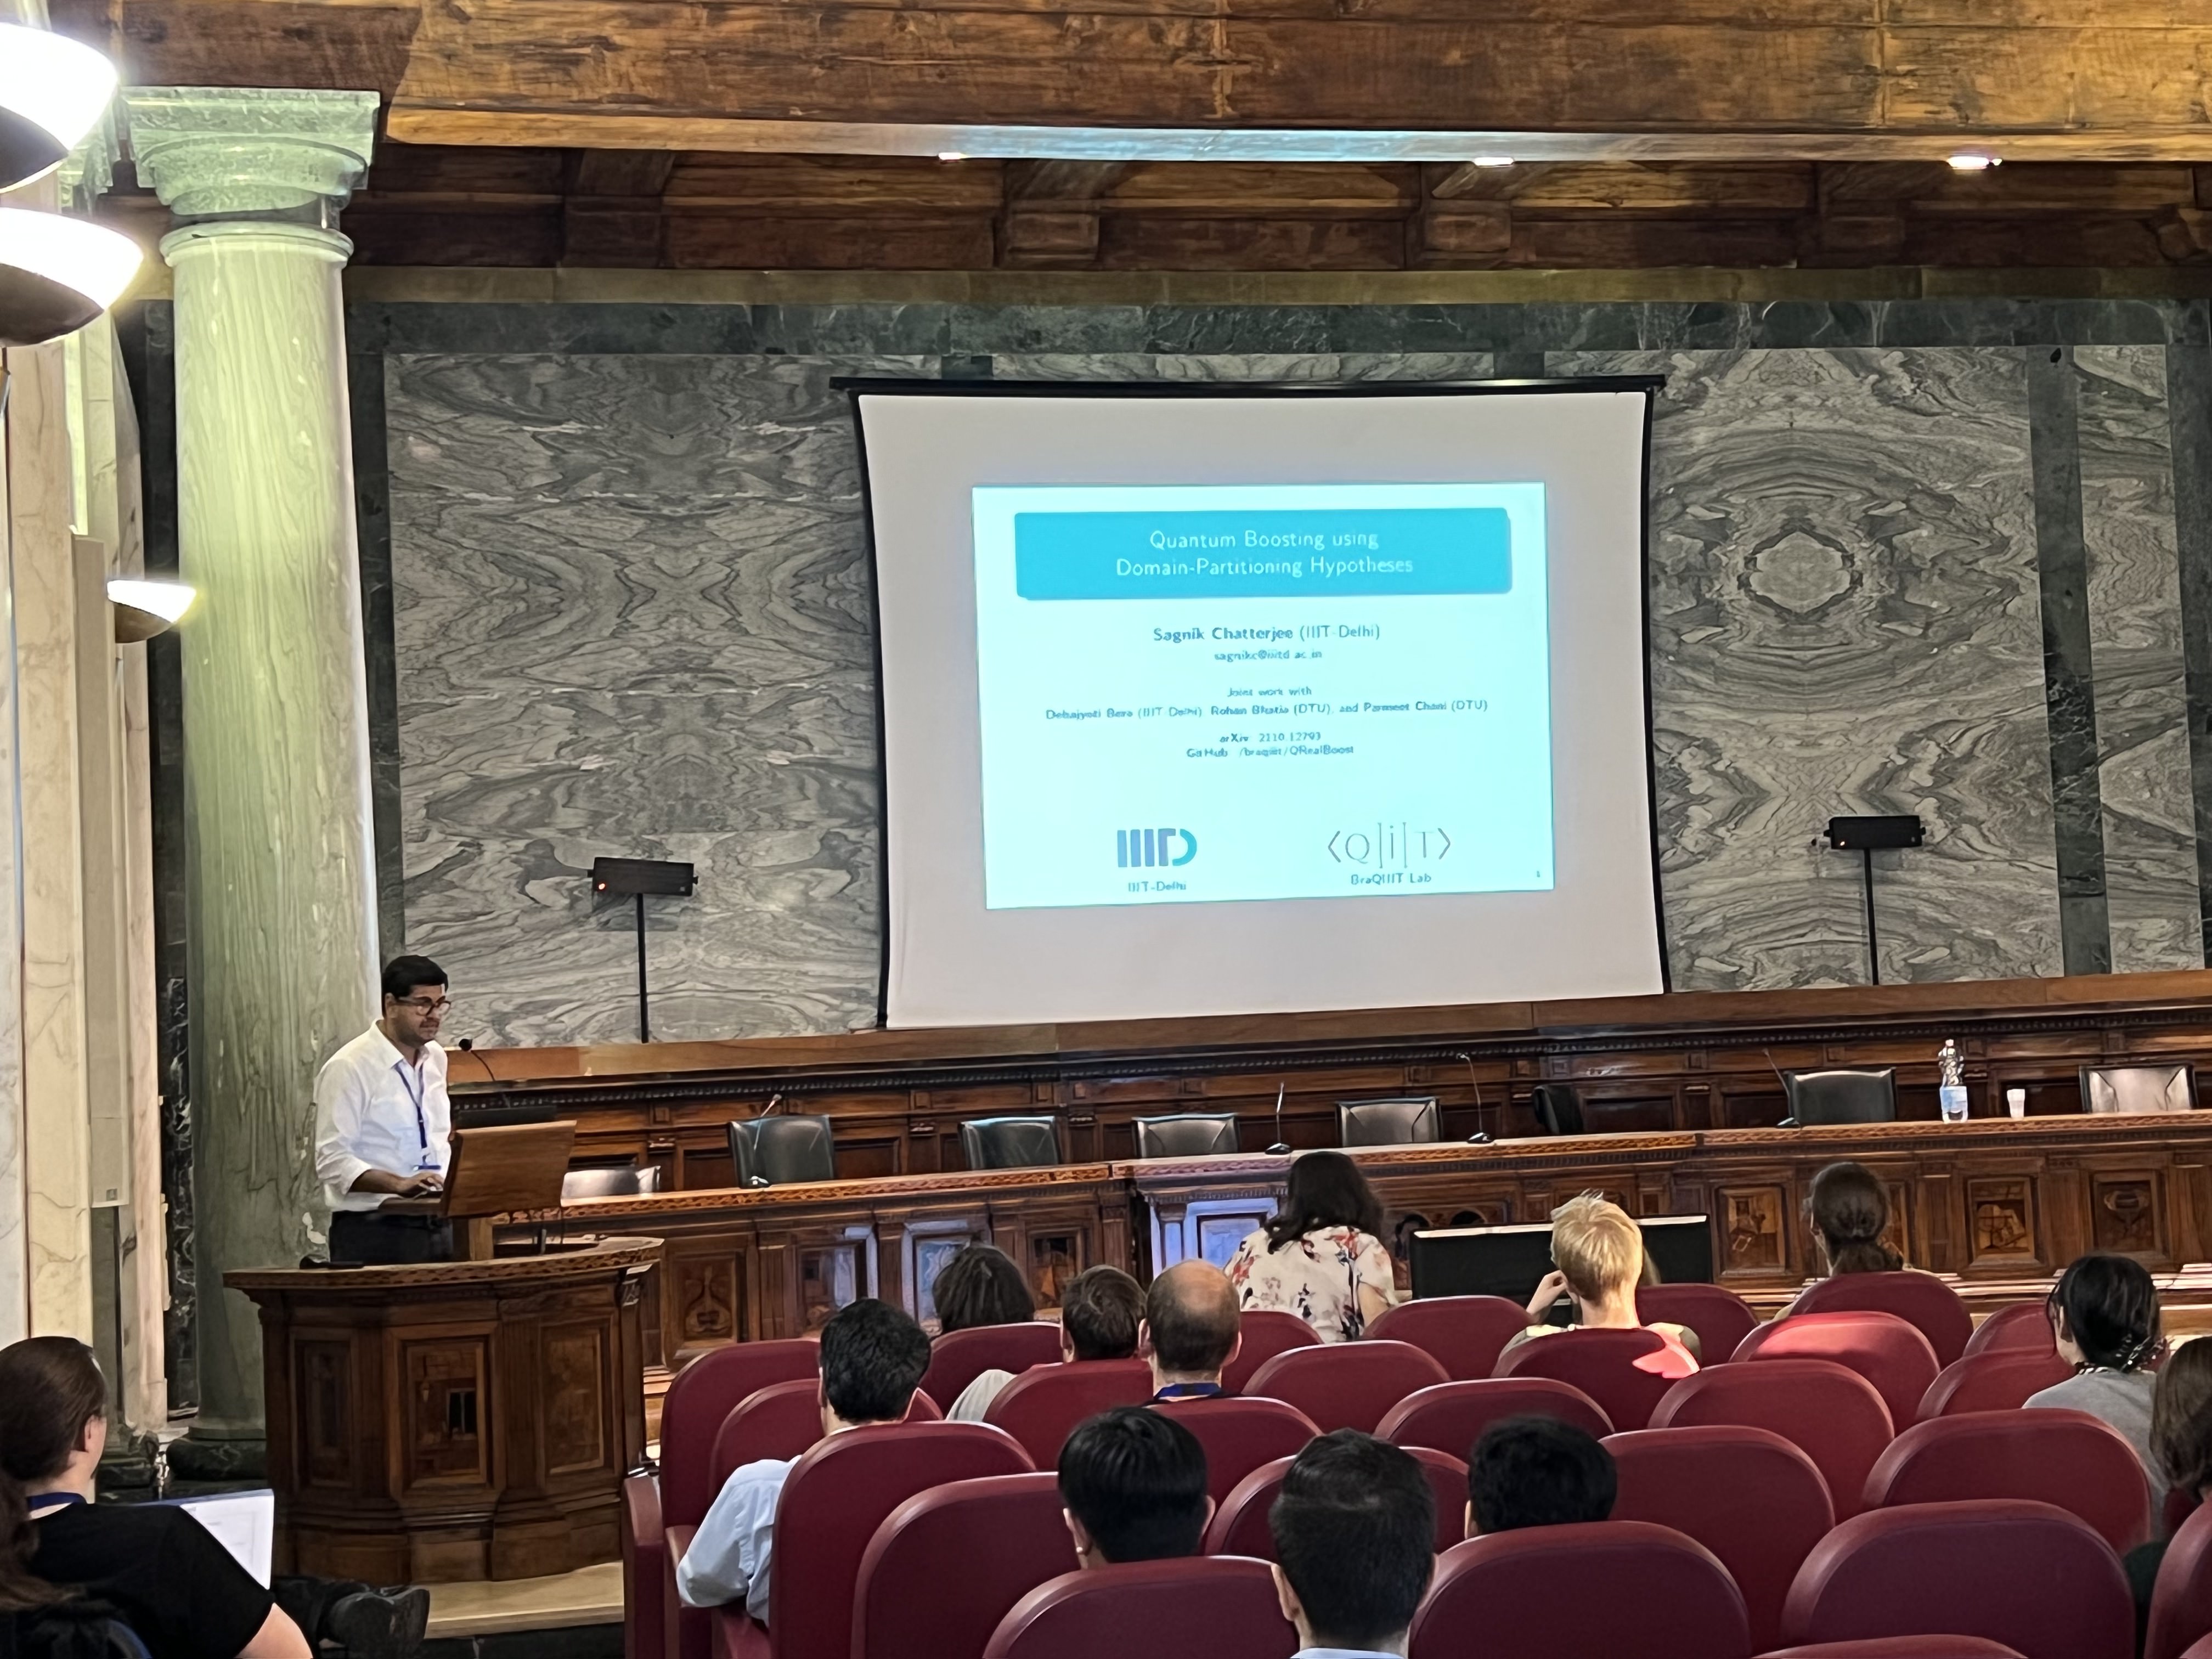 Quantum Boosting using
Domain-Partitioning Hypotheses
Sagnik Chatterjee (IIIT-Delhi)
sagnikc@iiitd.ac.in
Joint work with
Debajyoti Bera (IIIT-Delhi), Rohan Bhatia (DTU), and Parmeet Chani (DTU)
arXiv: 2110.12793
GitHub: /braqiiit/QRealBoost
IIITD
⟨Q|i|T⟩
IIIT-Delhi
BraQIIIT Lab
1